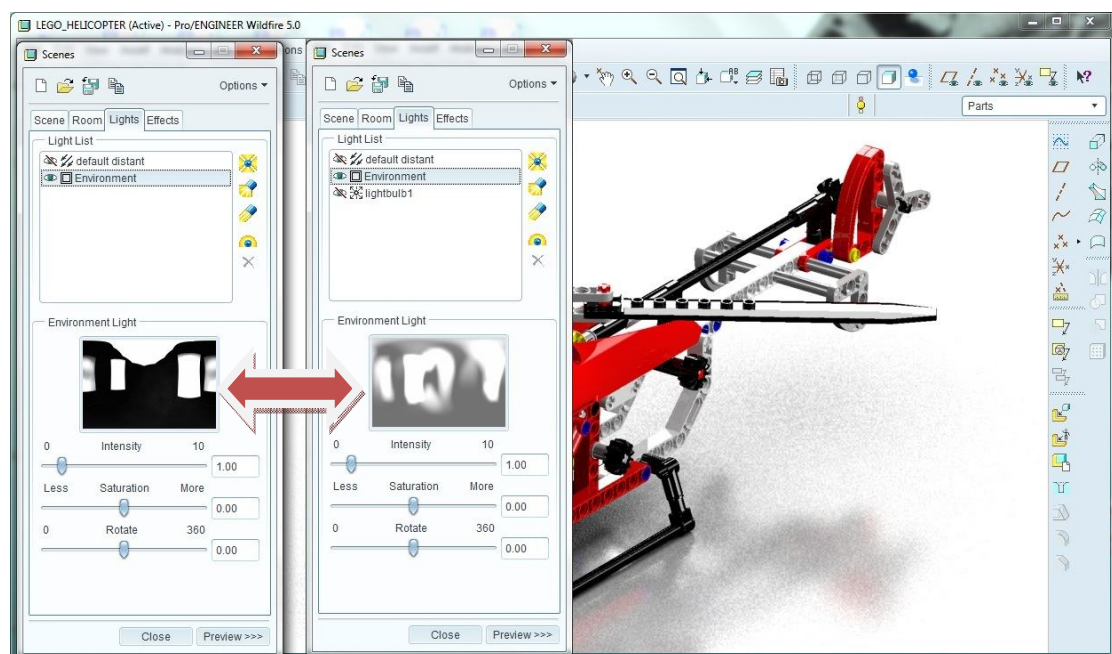 LEGO_HELICOPTER (Active) - Pro/ENGINEER Wildfire 5.0
Scenes
Options
Scene Room Lights Effects
Light List
default distant
Environment
Environment Light
0 Intensity 10
1.00
Less Saturation More
0.00
0 Rotate 360
0.00
Close Preview >>>
ons
Scenes
Options
Scene Room Lights Effects
Light List
default distant
Environment
lightbulb1
Environment Light
0 Intensity 10
1.00
Less Saturation More
0.00
0 Rotate 360
0.00
Close Preview >>>
Parts